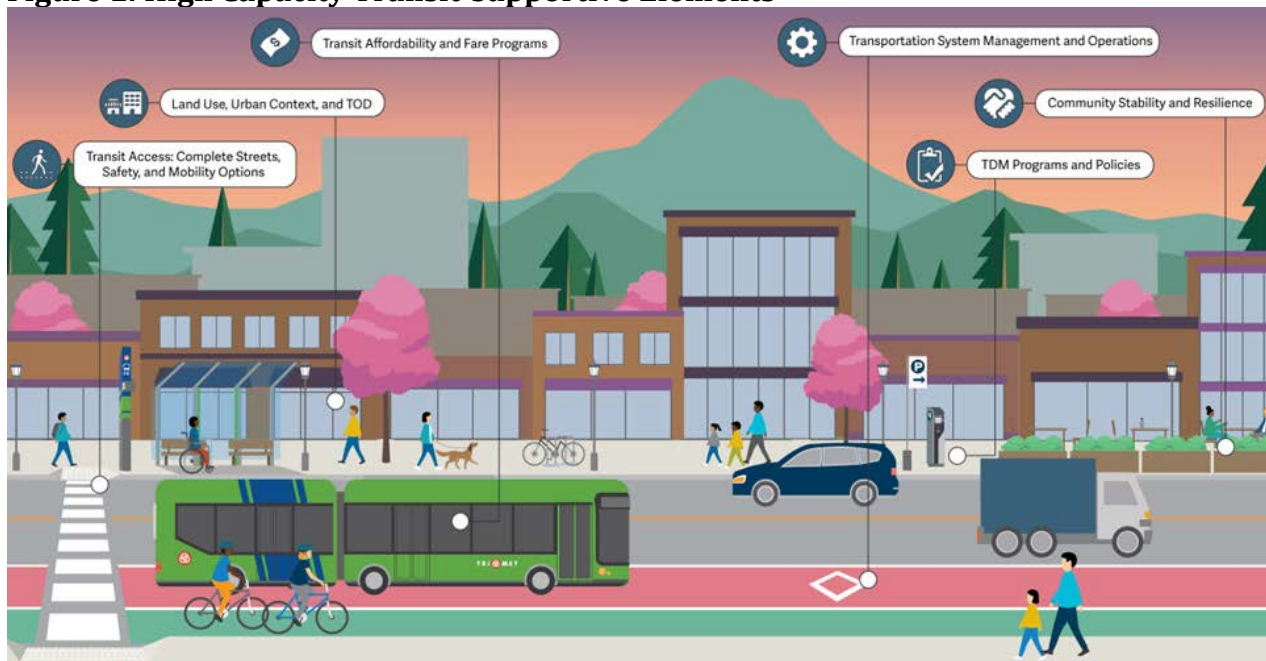 Figure 1: High Capacity Transit Supportive Elements
Transit Affordability and Fare Programs
Transportation System Management and Operations
Land Use, Urban Context, and TOD
Community Stability and Resilience
Transit Access: Complete Streets,
Safety, and Mobility Options
TDM Programs and Policies
P
TRI MET